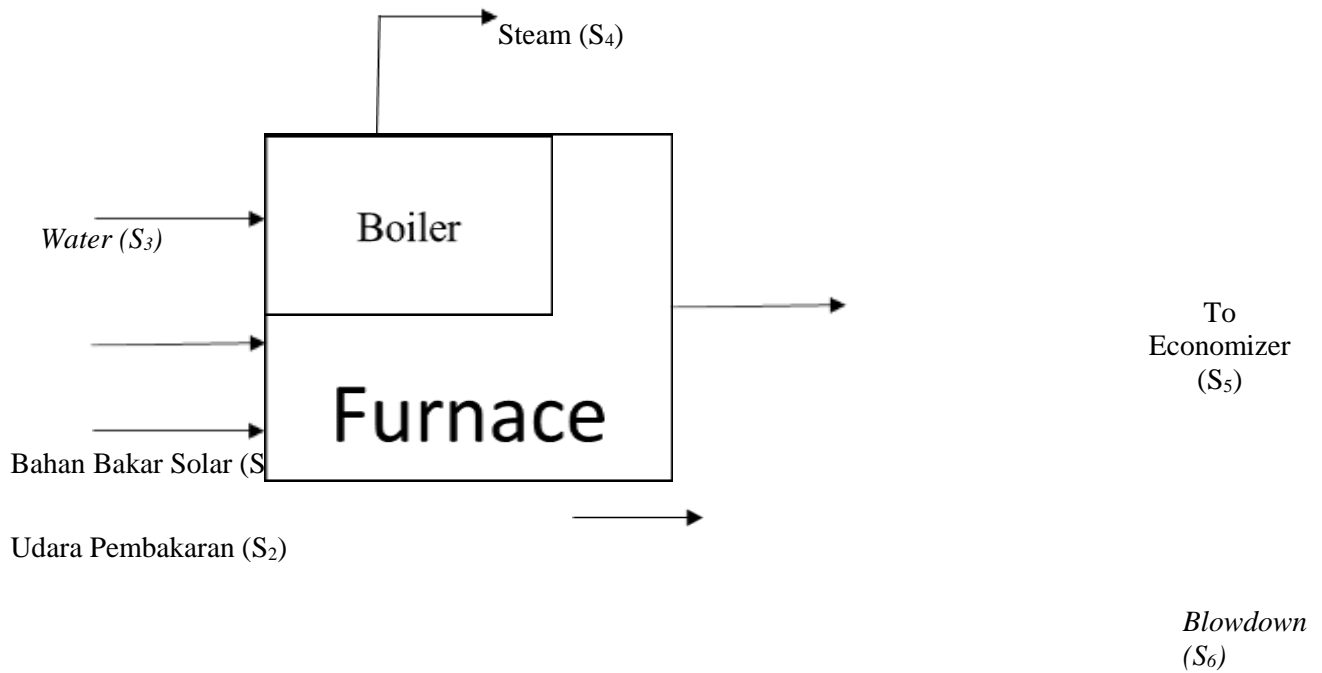 Steam (S₄)
Boiler
Water (S₃)
To
Economizer
(S₅)
Furnace
Bahan Bakar Solar (S
Udara Pembakaran (S₂)
Blowdown
(S₆)